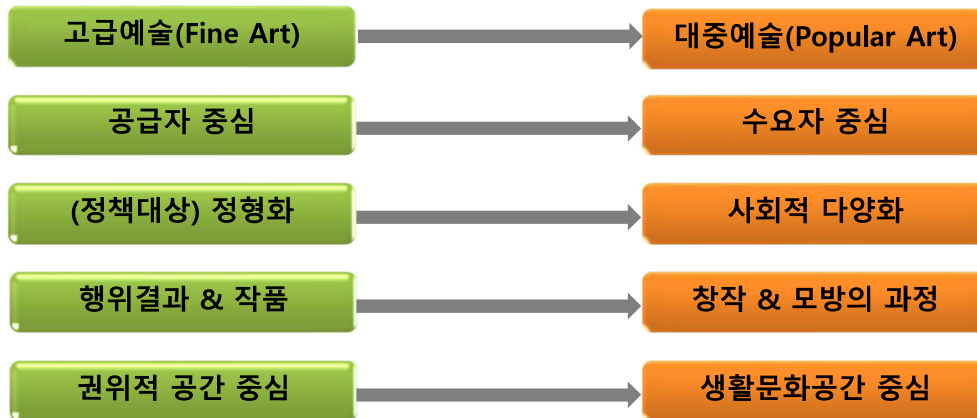 고급예술(Fine Art)
대중예술(Popular Art)
공급자 중심
수요자 중심
(정책대상) 정형화
사회적 다양화
행위결과 & 작품
창작 & 모방의 과정
권위적 공간 중심
생활문화공간 중심